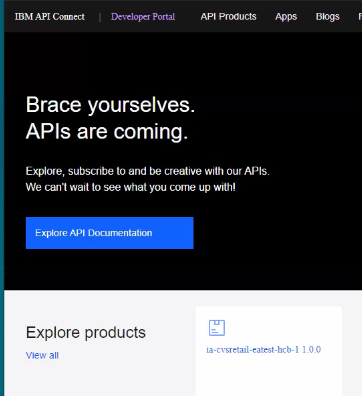 IBM API Connect | Developer Portal API Products Apps Blogs
Brace yourselves.
APIs are coming.
Explore, subscribe to and be creative with our APIs.
We can't wait to see what you come up with!
Explore API Documentation
Explore products
View all
ia-cvsretail-eatest-hcb-1 1.0.0